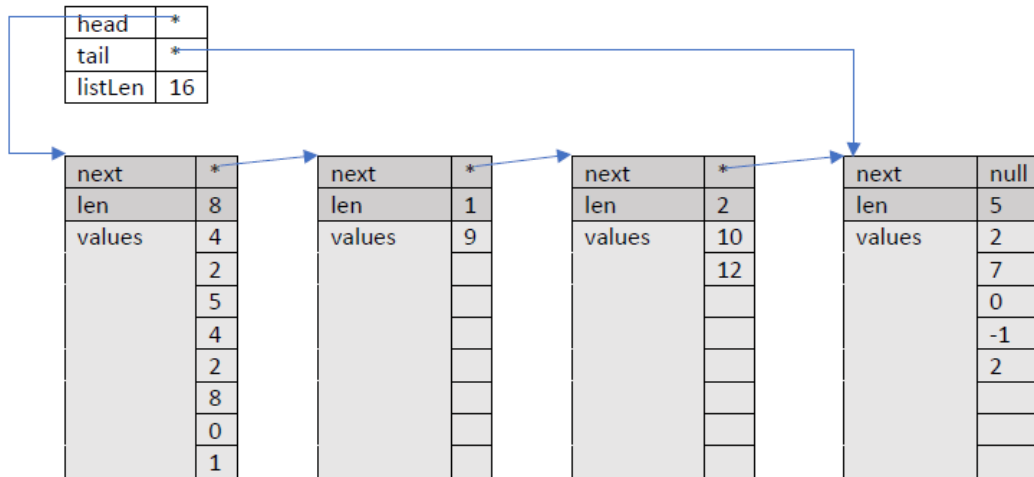 head *
tail *
listLen 16
next * next * next * next null
len 8 len 1 len 2 len 5
values 4 values 9 values 10 values 2
2 12 7
5 0
4 -1
2 2
8
0
1